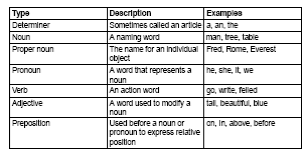 Type Description Examples
Determiner Sometimes called an article a, an, the
Noun A naming word man, tree, table
Proper noun The name for an individual object Fred, Rome, Everest
Pronoun A word that represents a noun he, she, it, we
Verb An action word go, write, felled
Adjective A word used to modify a noun tall, beautiful, blue
Preposition Used before a noun or pronoun to express relative position on, in, above, before